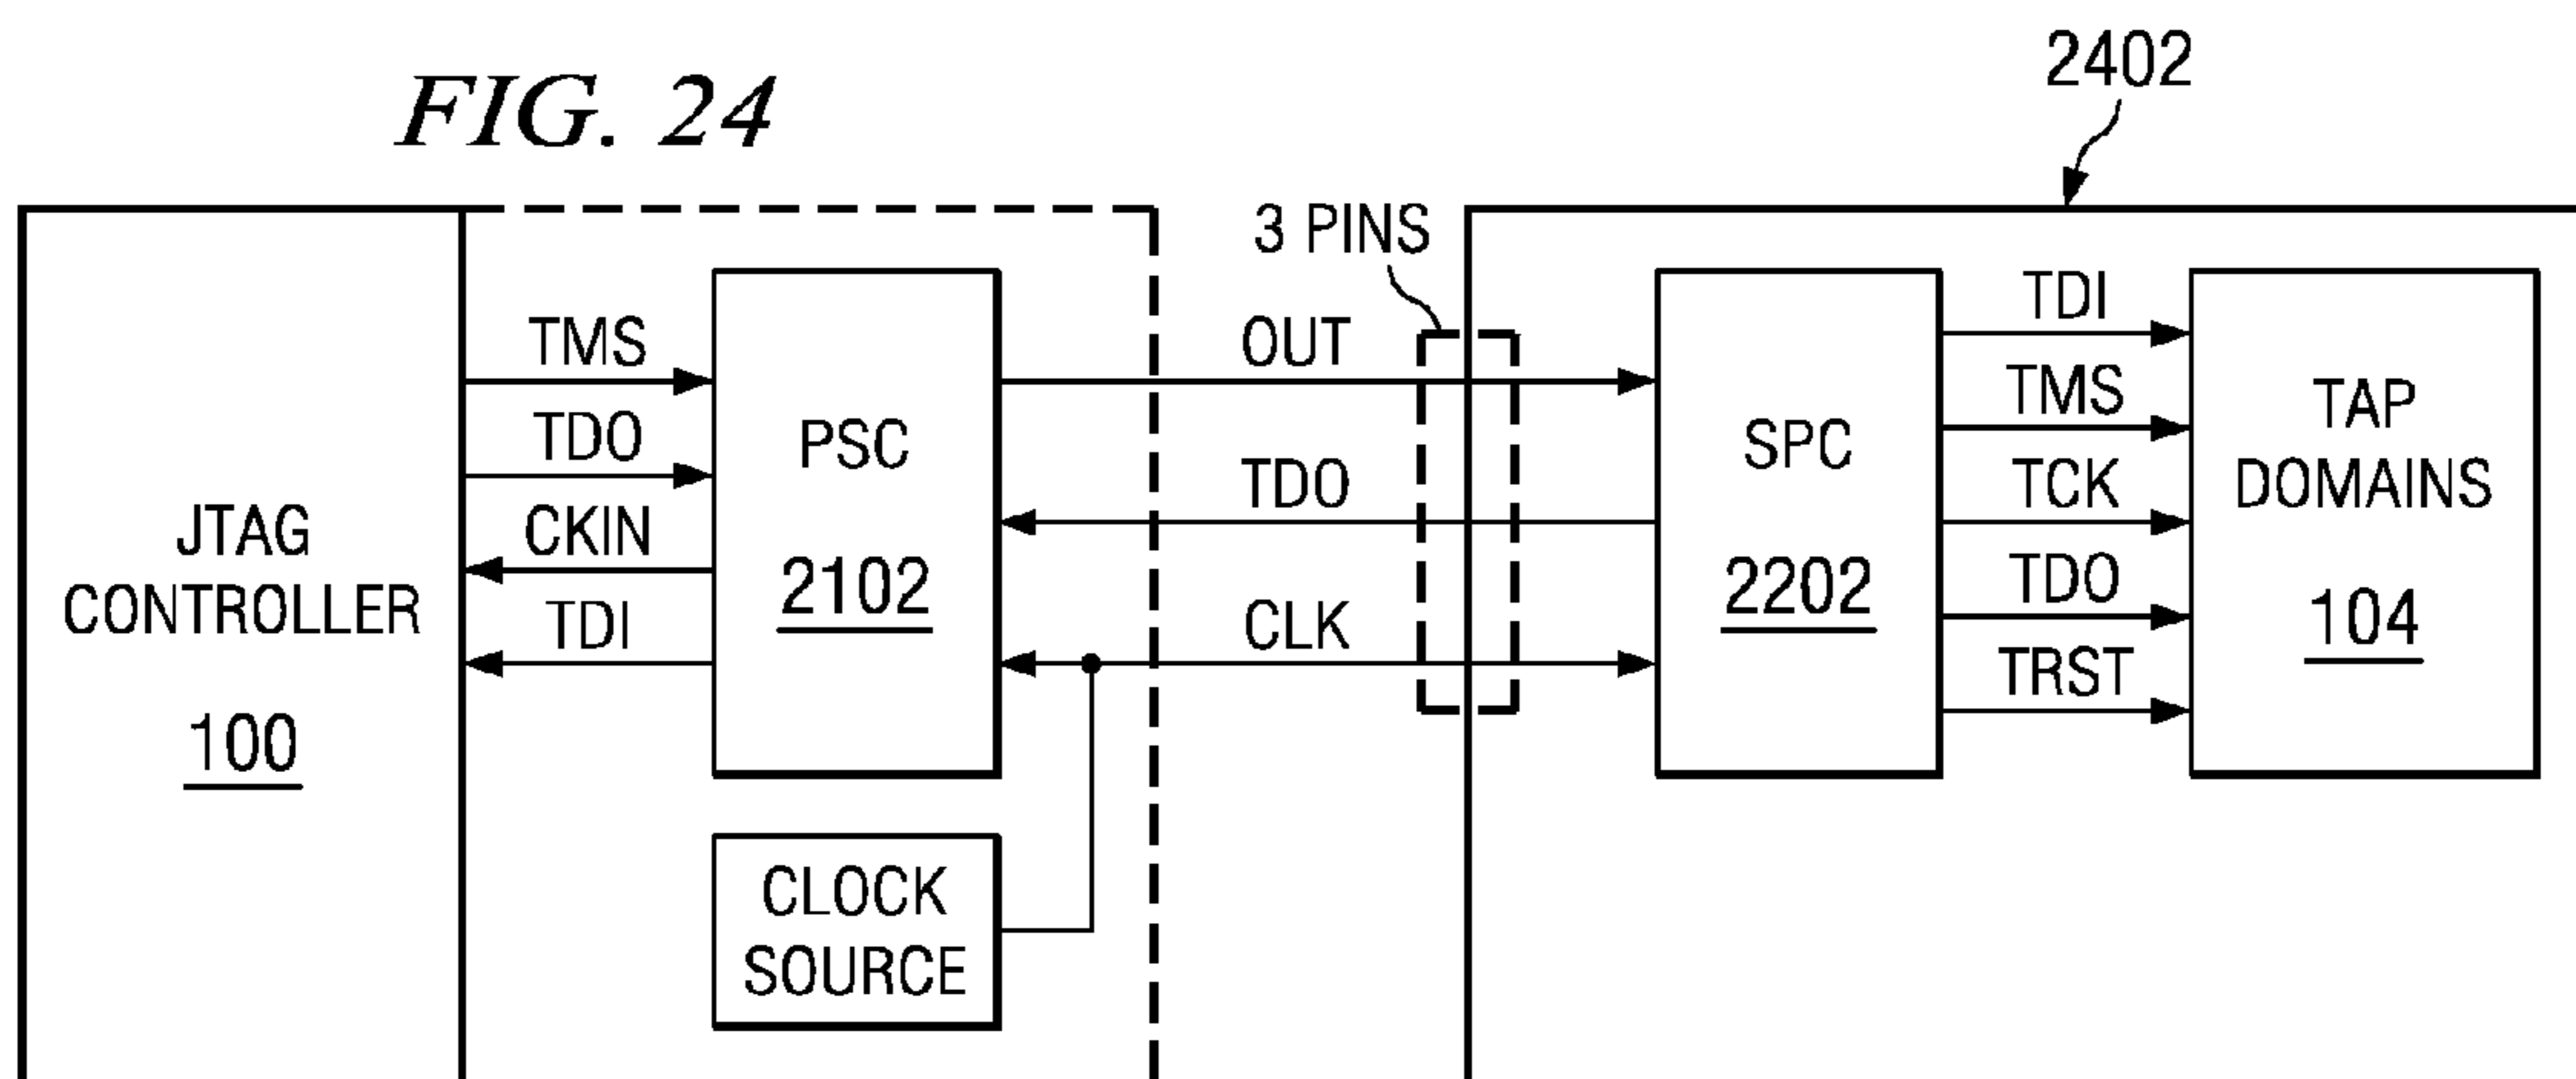 FIG. 24
2402
3 PINS
JTAG
CONTROLLER
100
TMS
TDO
CKIN
TDI
PSC
2102
CLOCK
SOURCE
OUT
TDO
CLK
SPC
2202
TDI
TMS
TCK
TDO
TRST
TAP
DOMAINS
104